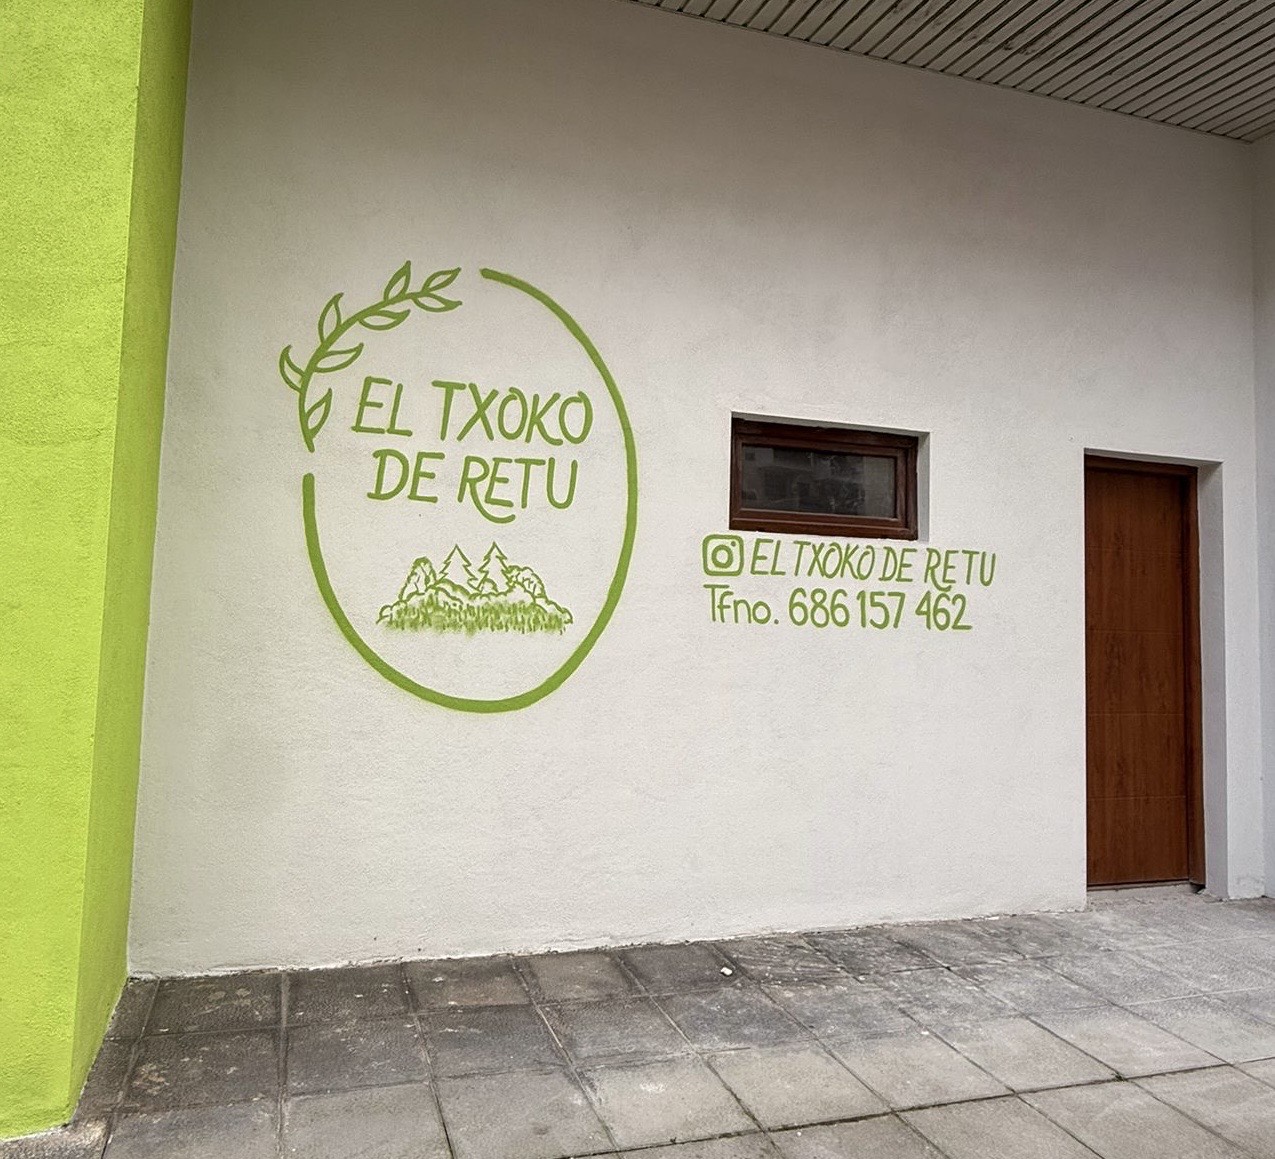 EL TXOKO
DE RETU
EL TXOKO DE RETU
Tfno. 686 157 462